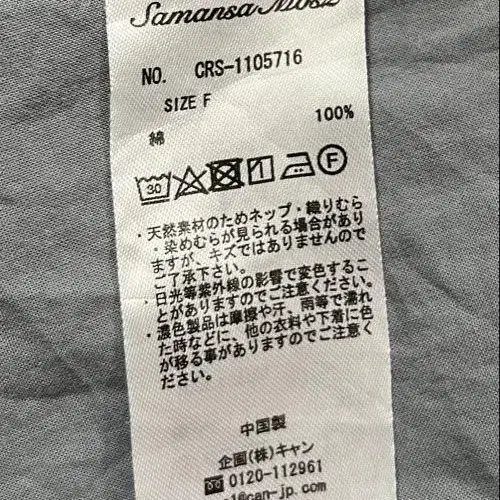 Samansa Mos2
NO. CRS-1105716
SIZE F
綿 100%
30 F
・天然素材のためネップ・織りむら
・染めむらが見られる場合があり
ますが、キズではありませんので
ご了承下さい。
・日光等紫外線の影響で変色するこ
とがありますのでご注意ください。
・濃色製品は摩擦や汗、雨等で濡れ
た時などに、他の衣料や下着に色
が移る事がありますのでご注意く
ださい。
中国製
企画(株)キャン
0120-112961
1@can-jp.com